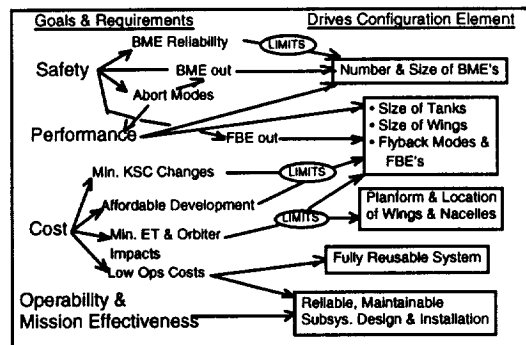 Goals & Requirements
Drives Configuration Element
BME Reliability
LIMITS
Safety
BME out
Number & Size of BME's
Abort Modes
Performance
FBE out
• Size of Tanks
• Size of Wings
• Flyback Modes &
FBE's
Min. KSC Changes
LIMITS
Affordable Development
Cost
Min. ET & Orbiter
Impacts
LIMITS
Planform & Location
of Wings & Nacelles
Low Ops Costs
Fully Reusable System
Operability &
Mission Effectiveness
Reliable, Maintainable
Subsys. Design & Installation